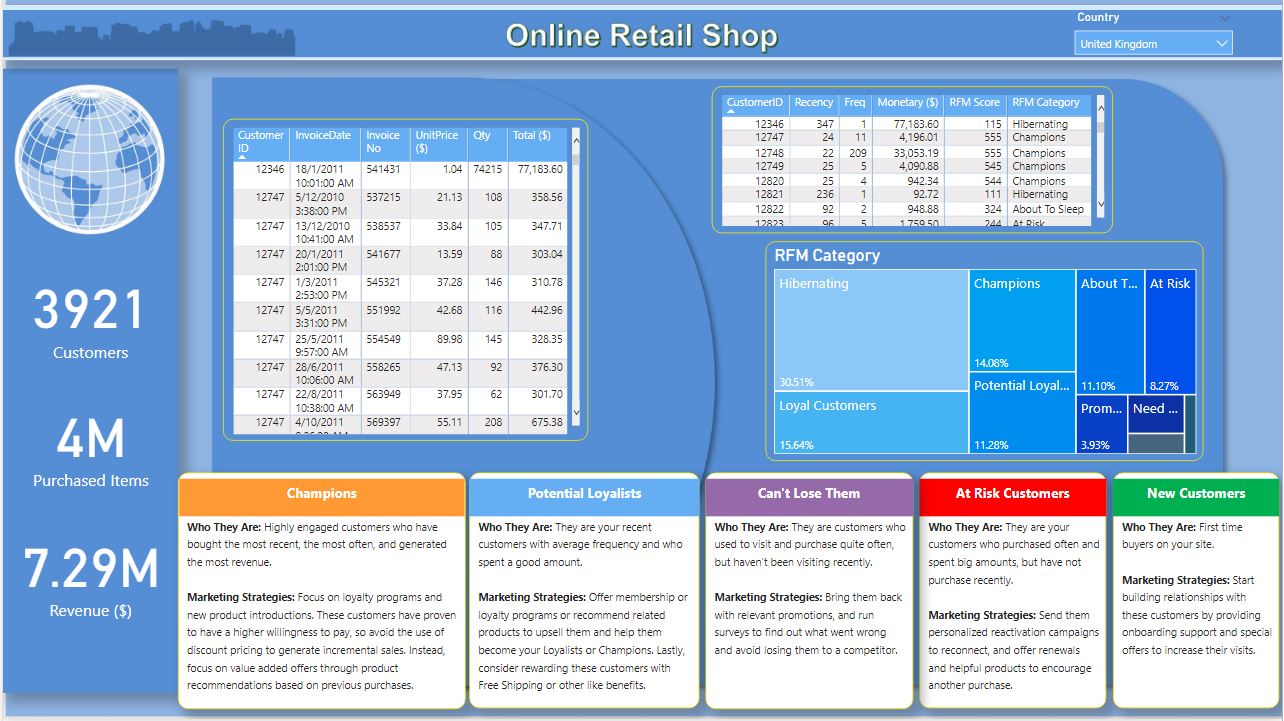 Online Retail Shop
Country
United Kingdom
3921
Customers
4M
Purchased Items
7.29M
Revenue ($)
Customer ID InvoiceDate Invoice No UnitPrice ($) Qty Total ($)
12346 18/1/2011 10:01:00 AM 541431 1.04 74215 77,183.60
12747 5/12/2010 3:38:00 PM 537215 21.13 108 358.56
12747 13/12/2010 10:41:00 AM 538537 33.84 105 347.71
12747 20/1/2011 2:01:00 PM 541677 13.59 88 303.04
12747 1/3/2011 2:53:00 PM 545321 37.28 146 310.78
12747 5/5/2011 3:31:00 PM 551992 42.68 116 442.96
12747 25/5/2011 9:57:00 AM 554549 89.98 145 328.35
12747 28/6/2011 10:06:00 AM 558265 47.13 92 376.30
12747 22/8/2011 10:38:00 AM 563949 37.95 62 301.70
12747 4/10/2011 569397 55.11 208 675.38
CustomerID Recency Freq Monetary ($) RFM Score RFM Category
12346 347 1 77,183.60 115 Hibernating
12747 24 11 4,196.01 555 Champions
12748 22 209 33,053.19 555 Champions
12749 25 5 4,090.88 545 Champions
12820 25 4 942.34 544 Champions
12821 236 1 92.72 111 Hibernating
12822 92 2 948.88 324 About To Sleep
12823 96 5 1,759.50 244 At Risk
RFM Category
Hibernating
30.51%
Loyal Customers
15.64%
Champions
14.08%
Potential Loyal...
11.28%
About T...
11.10%
At Risk
8.27%
Prom...
3.93%
Need ...
Champions
Who They Are: Highly engaged customers who have
bought the most recent, the most often, and generated
the most revenue.
Marketing Strategies: Focus on loyalty programs and
new product introductions. These customers have proven
to have a higher willingness to pay, so avoid the use of
discount pricing to generate incremental sales. Instead,
focus on value added offers through product
recommendations based on previous purchases.
Potential Loyalists
Who They Are: They are your recent
customers with average frequency and who
spent a good amount.
Marketing Strategies: Offer membership or
loyalty programs or recommend related
products to upsell them and help them
become your Loyalists or Champions. Lastly,
consider rewarding these customers with
Free Shipping or other like benefits.
Can't Lose Them
Who They Are: They are customers who
used to visit and purchase quite often,
but haven't been visiting recently.
Marketing Strategies: Bring them back
with relevant promotions, and run
surveys to find out what went wrong
and avoid losing them to a competitor.
At Risk Customers
Who They Are: They are your
customers who purchased often and
spent big amounts, but have not
purchase recently.
Marketing Strategies: Send them
personalized reactivation campaigns
to reconnect, and offer renewals
and helpful products to encourage
another purchase.
New Customers
Who They Are: First time
buyers on your site.
Marketing Strategies: Start
building relationships with
these customers by providing
onboarding support and special
offers to increase their visits.